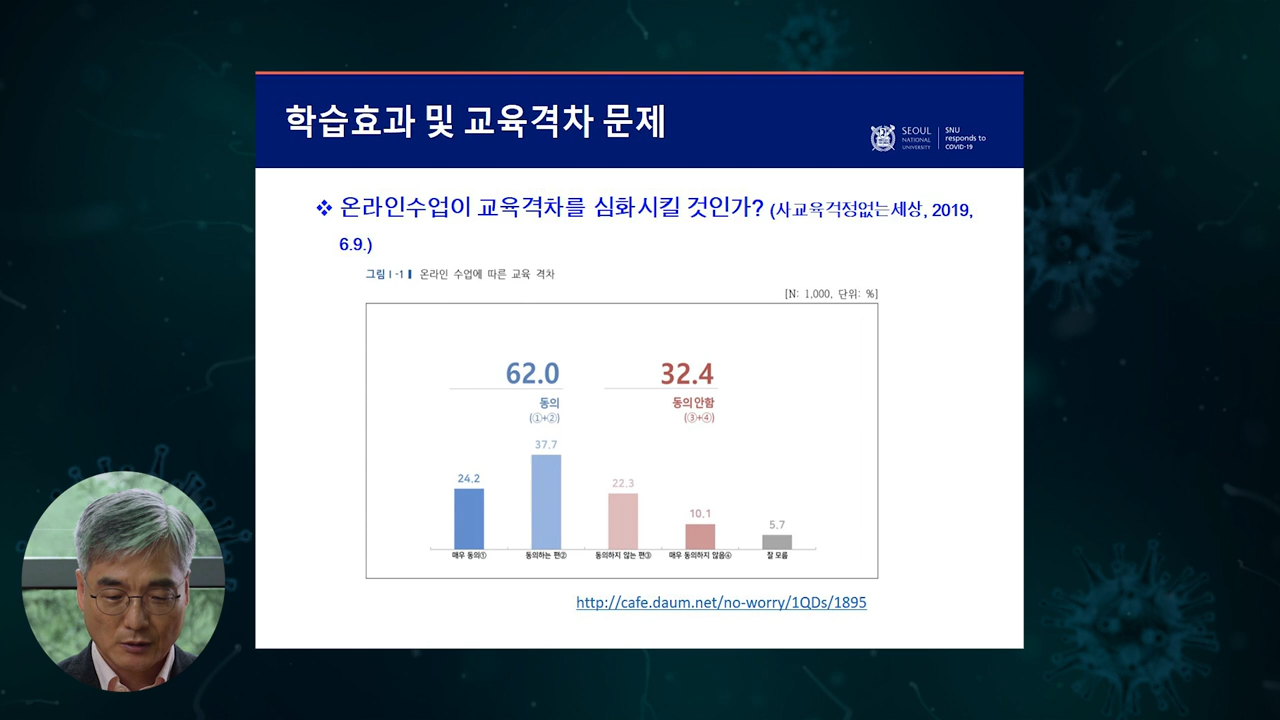 학습효과 및 교육격차 문제
SEOUL
NATIONAL
UNIVERSITY
SNU
responds to
COVID-19
❖ 온라인수업이 교육격차를 심화시킬 것인가? (사교육걱정없는세상, 2019,
6.9.)
그림 Ⅰ-1 ▌ 온라인 수업에 따른 교육 격차
[N: 1,000, 단위: %]
62.0
동의
(①+②)
32.4
동의안함
(③+④)
24.2
37.7
22.3
10.1
5.7
매우 동의①
동의하는 편②
동의하지 않는 편③
매우 동의하지 않음④
잘 모름
http://cafe.daum.net/no-worry/1QDs/1895